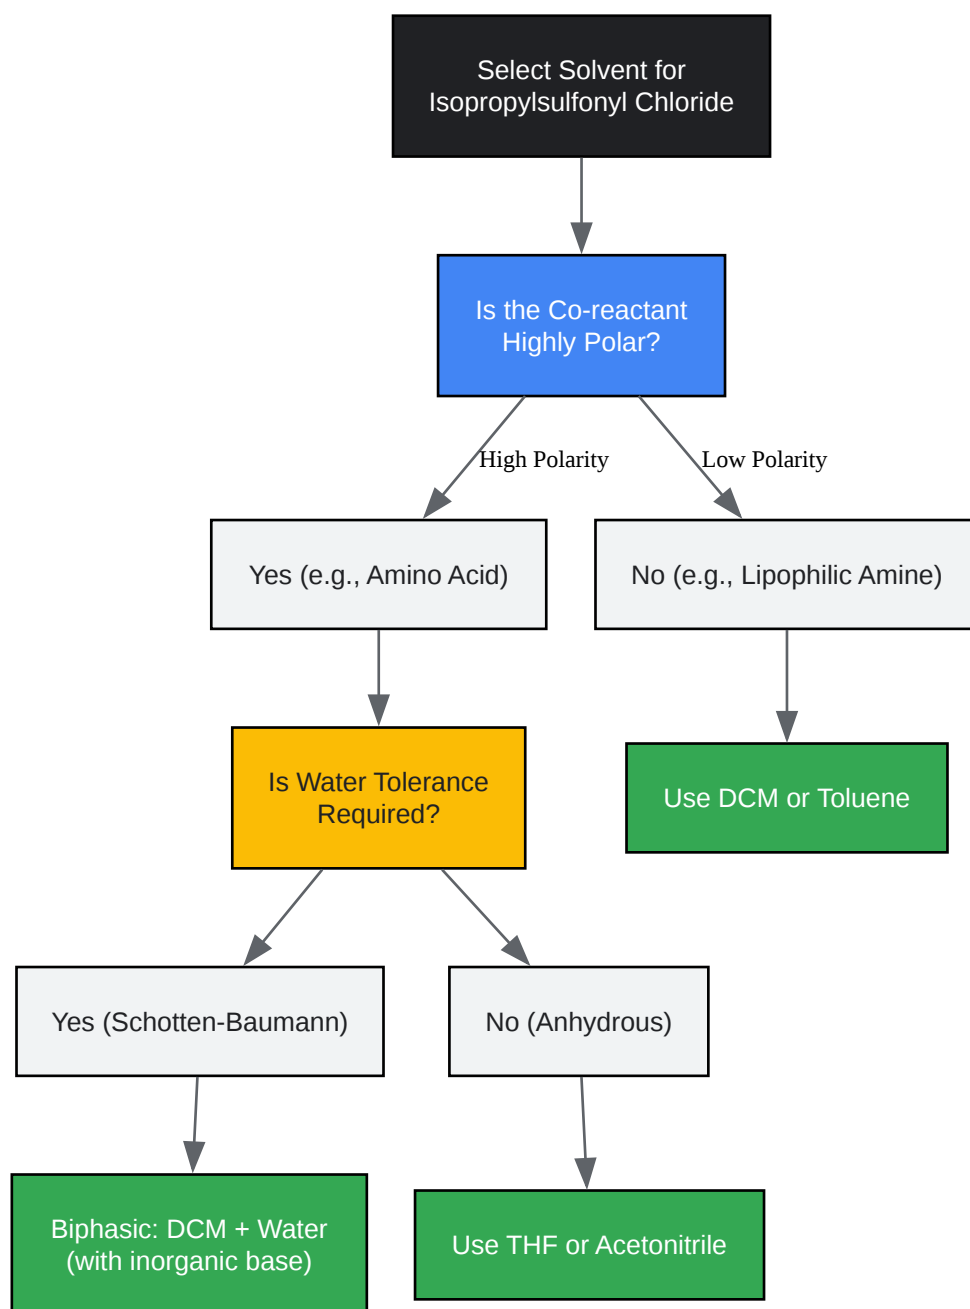 Select Solvent for
Isopropylsulfonyl Chloride
Is the Co-reactant
Highly Polar?
High Polarity
Low Polarity
Yes (e.g., Amino Acid)
No (e.g., Lipophilic Amine)
Is Water Tolerance
Required?
Use DCM or Toluene
Yes (Schotten-Baumann)
No (Anhydrous)
Biphasic: DCM + Water
(with inorganic base)
Use THF or Acetonitrile